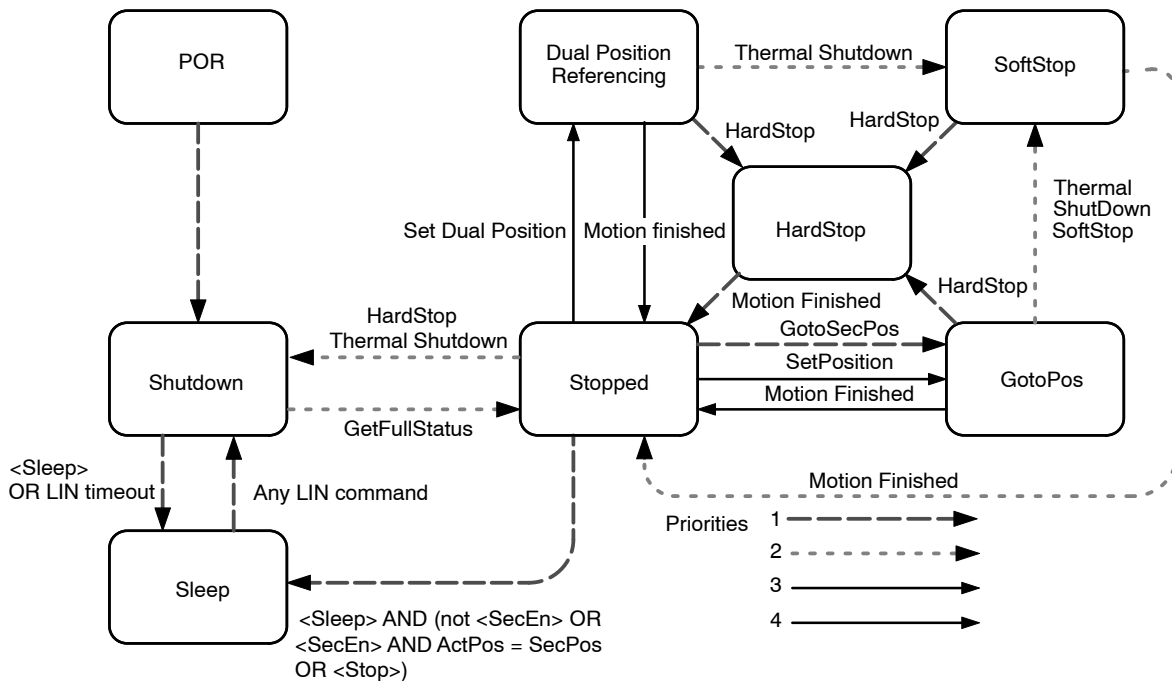 POR
Dual Position
Referencing
Thermal Shutdown
SoftStop
HardStop
HardStop
Thermal
ShutDown
SoftStop
Set Dual Position
Motion finished
HardStop
HardStop
Motion Finished
HardStop
Thermal Shutdown
GotoSecPos
SetPosition
Motion Finished
Shutdown
Stopped
GotoPos
GetFullStatus
<Sleep>
OR LIN timeout
Any LIN command
Motion Finished
Priorities
1
2
3
4
Sleep
<Sleep> AND (not <SecEn> OR
<SecEn> AND ActPos = SecPos
OR <Stop>)